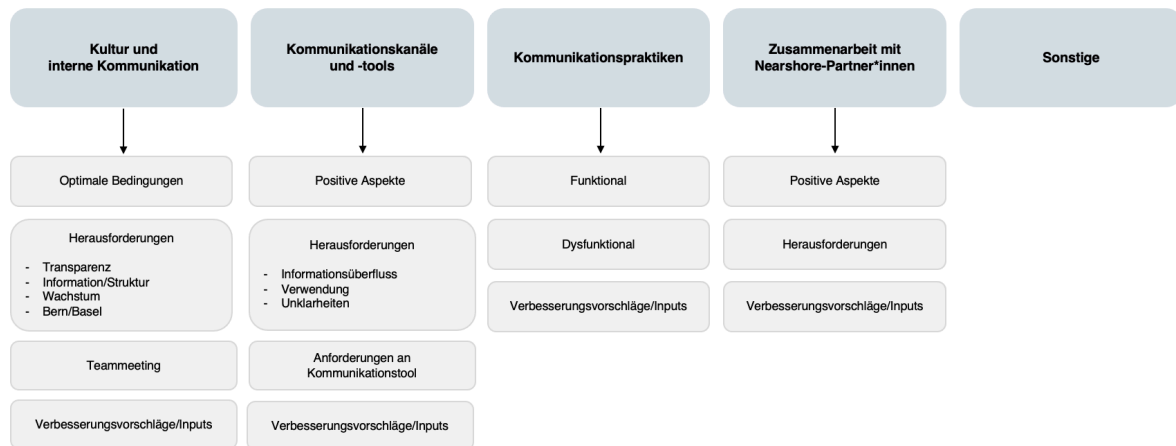 Kultur und
interne Kommunikation
Optimale Bedingungen
Herausforderungen
- Transparenz
- Information/Struktur
- Wachstum
- Bern/Basel
Teammeeting
Verbesserungsvorschläge/Inputs
Kommunikationskanäle
und -tools
Positive Aspekte
Herausforderungen
- Informationsüberfluss
- Verwendung
- Unklarheiten
Anforderungen an
Kommunikationstool
Verbesserungsvorschläge/Inputs
Kommunikationspraktiken
Funktional
Dysfunktional
Verbesserungsvorschläge/Inputs
Zusammenarbeit mit
Nearshore-Partner*innen
Positive Aspekte
Herausforderungen
Verbesserungsvorschläge/Inputs
Sonstige